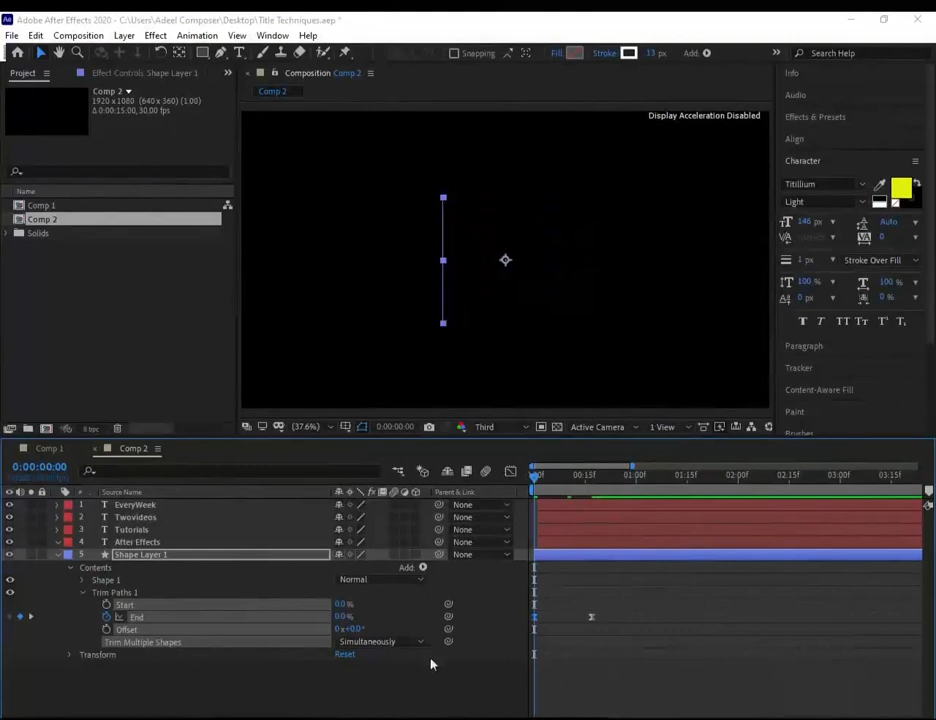 Adobe After Effects 2020 - C:\Users\Adeel Composer\Desktop\Title Techniques.aep *
File Edit Composition Layer Effect Animation View Window Help
Snapping Fill: Stroke: 13 px Add: Search Help
Project Effect Controls Shape Layer 1 Composition Comp 2 Info
Comp 2
1920 x 1080 (640 x 360) (1.00)
Δ 0:00:15:00, 30.00 fps
Comp 2
Display Acceleration Disabled
Audio
Effects & Presets
Align
Character
Titillium
Light
146 px Auto
0
1 px Stroke Over Fill
100 % 100 %
0 px 0 %
T T TT Tt T' T,
Paragraph
Tracker
Content-Aware Fill
Paint
Brushes
Name
Comp 1
Comp 2
Solids
8 bpc
(37.6%) 0:00:00:00 Third Active Camera 1 View
Comp 1 Comp 2
0:00:00:00
:00f 00:15f 01:00f 01:15f 02:00f 02:15f 03:00f 03:15f
# Source Name Parent & Link
1 T EveryWeek None
2 T Twovideos None
3 T Tutorials None
4 T After Effects None
5 Shape Layer 1 None
Contents Add:
Shape 1 Normal
Trim Paths 1
Start 0.0 %
End 0.0 %
Offset 0 x +0.0 °
Trim Multiple Shapes Simultaneously
Transform Reset